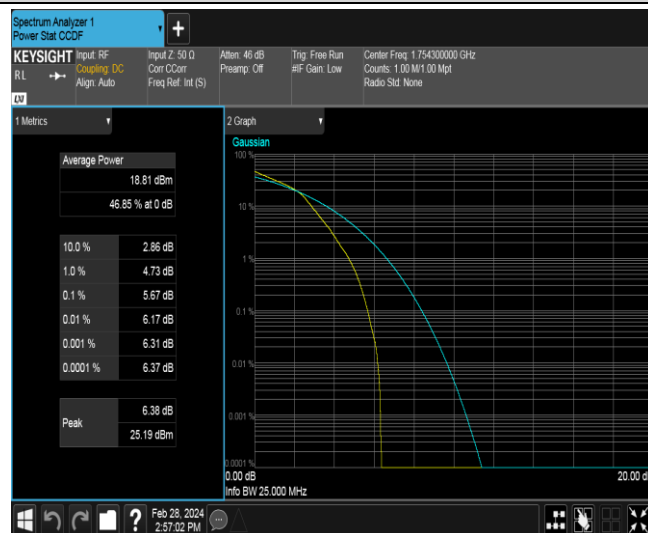 Spectrum Analyzer 1
Power Stat CCDF
+
KEYSIGHT
RL
Input: RF
Coupling: DC
Align: Auto
Input Z: 50 Ω
Corr CCorr
Freq Ref: Int (S)
Atten: 46 dB
Preamp: Off
Trig: Free Run
#IF Gain: Low
Center Freq: 1.754300000 GHz
Counts: 1.00 M/1.00 Mpt
Radio Std: None
LXI
1 Metrics
Average Power
18.81 dBm
46.85 % at 0 dB
10.0 % 2.86 dB
1.0 % 4.73 dB
0.1 % 5.67 dB
0.01 % 6.17 dB
0.001 % 6.31 dB
0.0001 % 6.37 dB
Peak
6.38 dB
25.19 dBm
2 Graph
Gaussian
100 %
10 %
1 %
0.1 %
0.01 %
0.001 %
0.0001 %
0.00 dB
20.00 d
Info BW 25.000 MHz
?
Feb 28, 2024
2:57:02 PM